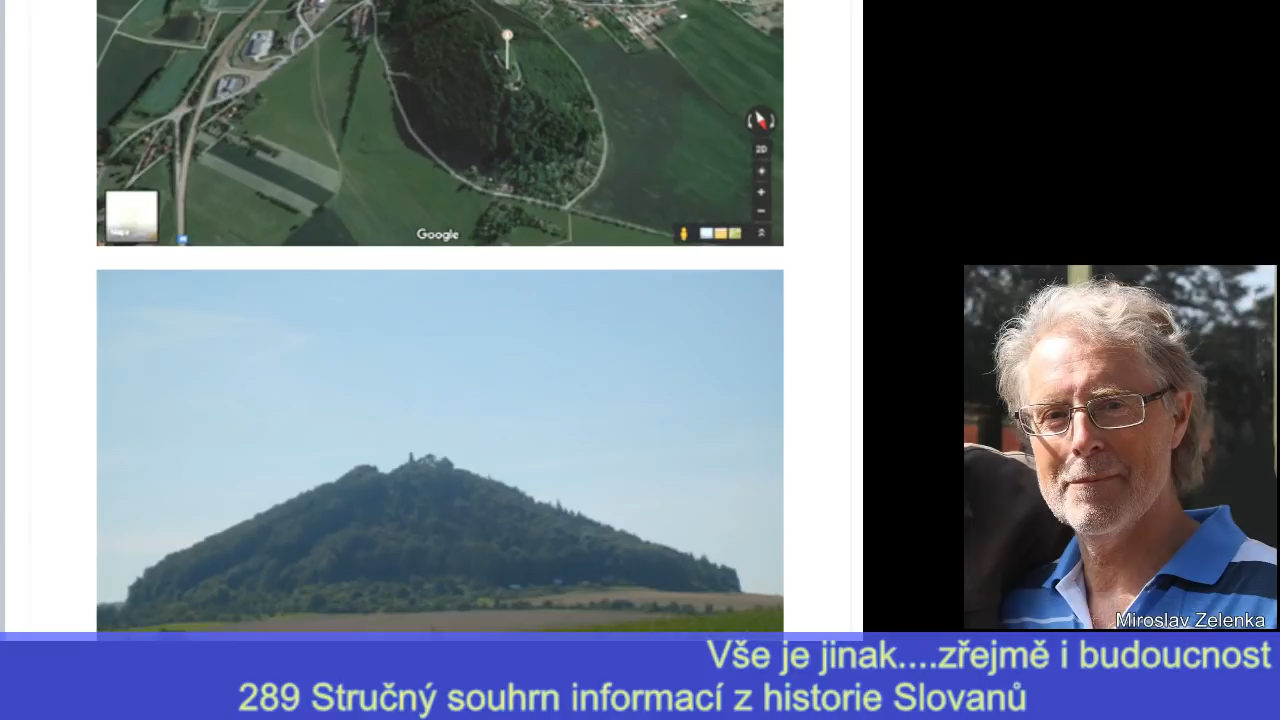 2D
Google
Miroslav Zelenka
Vše je jinak....zřejmě i budoucnost
289 Stručný souhrn informací z historie Slovanů